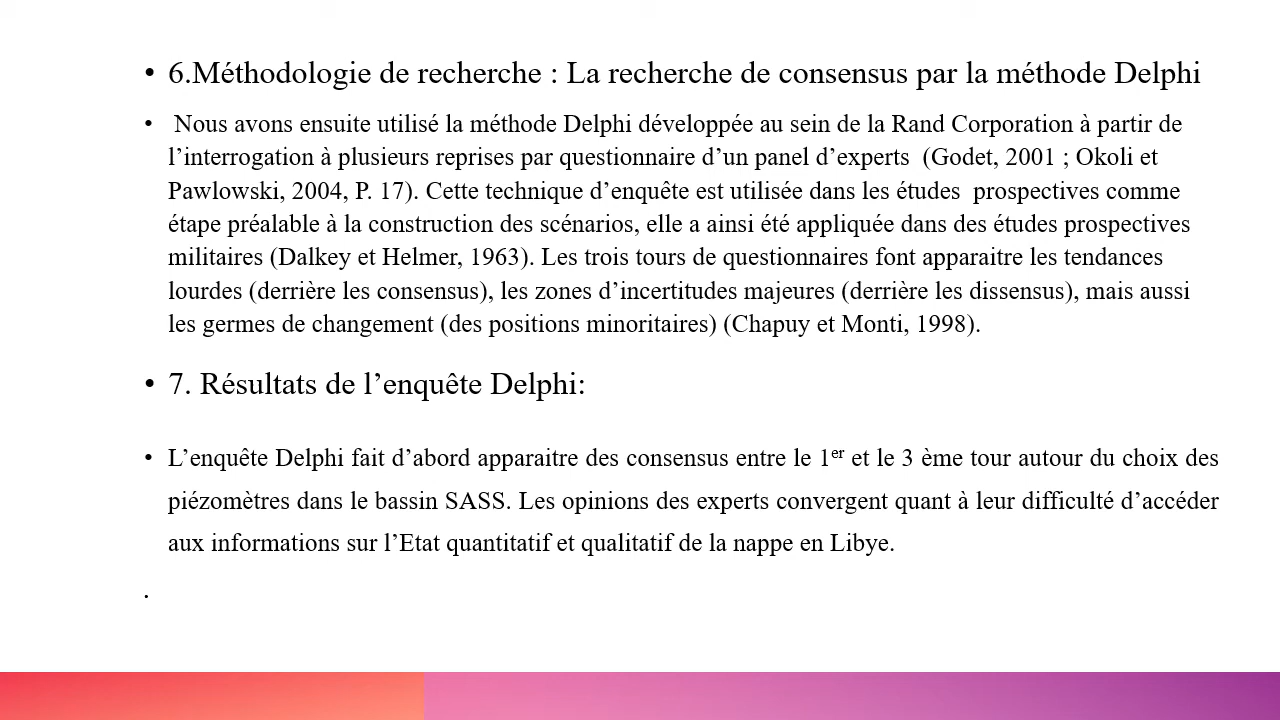 • 6.Méthodologie de recherche : La recherche de consensus par la méthode Delphi
• Nous avons ensuite utilisé la méthode Delphi développée au sein de la Rand Corporation à partir de
l’interrogation à plusieurs reprises par questionnaire d’un panel d’experts (Godet, 2001 ; Okoli et
Pawlowski, 2004, P. 17). Cette technique d’enquête est utilisée dans les études prospectives comme
étape préalable à la construction des scénarios, elle a ainsi été appliquée dans des études prospectives
militaires (Dalkey et Helmer, 1963). Les trois tours de questionnaires font apparaitre les tendances
lourdes (derrière les consensus), les zones d’incertitudes majeures (derrière les dissensus), mais aussi
les germes de changement (des positions minoritaires) (Chapuy et Monti, 1998).
• 7. Résultats de l’enquête Delphi:
• L’enquête Delphi fait d’abord apparaitre des consensus entre le 1er et le 3 ème tour autour du choix des
piézomètres dans le bassin SASS. Les opinions des experts convergent quant à leur difficulté d’accéder
aux informations sur l’Etat quantitatif et qualitatif de la nappe en Libye.
.